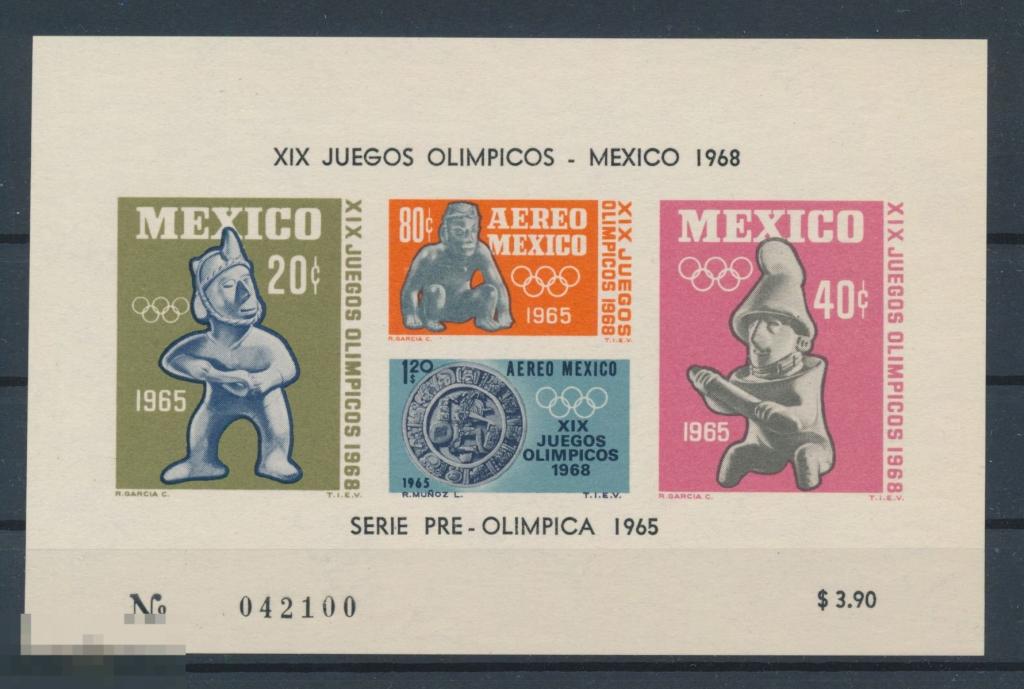 XIX JUEGOS OLIMPICOS - MEXICO 1968
MEXICO
20¢
1965
XIX JUEGOS OLIMPICOS 1968
R.GARCIA C.
T.I.E.V.
80¢
AEREO
MEXICO
1965
XIX JUEGOS
OLIMPICOS 1968
R.GARCIA C.
T.I.E.V.
1.20
$
AEREO MEXICO
XIX
JUEGOS
OLIMPICOS
1968
1965
R.MUÑOZ L.
T.I.E.V.
MEXICO
40¢
1965
XIX JUEGOS OLIMPICOS 1968
R.GARCIA C.
T.I.E.V.
SERIE PRE-OLIMPICA 1965
No 042100
$ 3.90